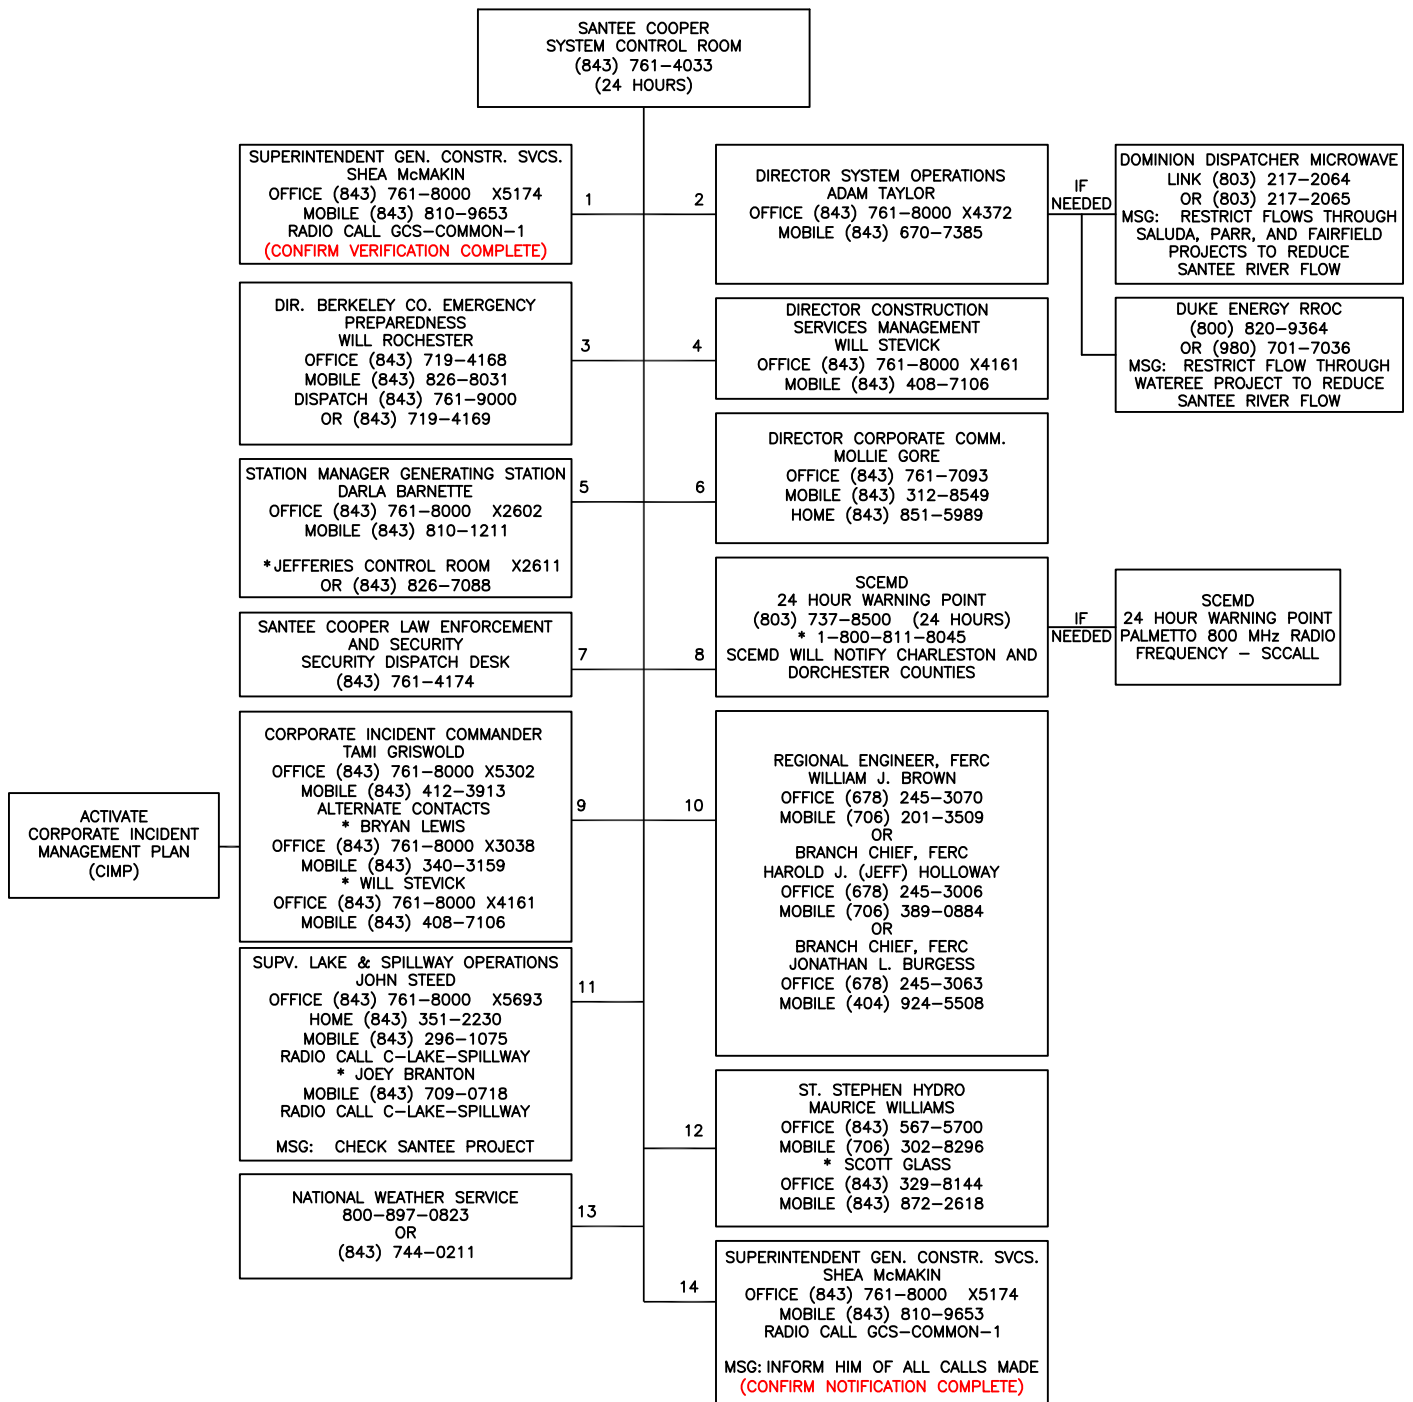 SANTEE COOPER
SYSTEM CONTROL ROOM
(843) 761-4033
(24 HOURS)
SUPERINTENDENT GEN. CONSTR. SVCS.
SHEA McMAKIN
OFFICE (843) 761-8000 X5174
MOBILE (843) 810-9653
RADIO CALL GCS-COMMON-1
(CONFIRM VERIFICATION COMPLETE)
1
2
DIRECTOR SYSTEM OPERATIONS
ADAM TAYLOR
OFFICE (843) 761-8000 X4372
MOBILE (843) 670-7385
IF
NEEDED
DOMINION DISPATCHER MICROWAVE
LINK (803) 217-2064
OR (803) 217-2065
MSG: RESTRICT FLOWS THROUGH
SALUDA, PARR, AND FAIRFIELD
PROJECTS TO REDUCE
SANTEE RIVER FLOW
DUKE ENERGY RROC
(800) 820-9364
OR (980) 701-7036
MSG: RESTRICT FLOW THROUGH
WATEREE PROJECT TO REDUCE
SANTEE RIVER FLOW
DIR. BERKELEY CO. EMERGENCY
PREPAREDNESS
WILL ROCHESTER
OFFICE (843) 719-4168
MOBILE (843) 826-8031
DISPATCH (843) 761-9000
OR (843) 719-4169
3
4
DIRECTOR CONSTRUCTION
SERVICES MANAGEMENT
WILL STEVICK
OFFICE (843) 761-8000 X4161
MOBILE (843) 408-7106
STATION MANAGER GENERATING STATION
DARLA BARNETTE
OFFICE (843) 761-8000 X2602
MOBILE (843) 810-1211
*JEFFERIES CONTROL ROOM X2611
OR (843) 826-7088
5
6
DIRECTOR CORPORATE COMM.
MOLLIE GORE
OFFICE (843) 761-7093
MOBILE (843) 312-8549
HOME (843) 851-5989
SANTEE COOPER LAW ENFORCEMENT
AND SECURITY
SECURITY DISPATCH DESK
(843) 761-4174
7
8
SCEMD
24 HOUR WARNING POINT
(803) 737-8500 (24 HOURS)
* 1-800-811-8045
SCEMD WILL NOTIFY CHARLESTON AND
DORCHESTER COUNTIES
IF
NEEDED
SCEMD
24 HOUR WARNING POINT
PALMETTO 800 MHz RADIO
FREQUENCY - SCCALL
ACTIVATE
CORPORATE INCIDENT
MANAGEMENT PLAN
(CIMP)
CORPORATE INCIDENT COMMANDER
TAMI GRISWOLD
OFFICE (843) 761-8000 X5302
MOBILE (843) 412-3913
ALTERNATE CONTACTS
* BRYAN LEWIS
OFFICE (843) 761-8000 X3038
MOBILE (843) 340-3159
* WILL STEVICK
OFFICE (843) 761-8000 X4161
MOBILE (843) 408-7106
9
10
REGIONAL ENGINEER, FERC
WILLIAM J. BROWN
OFFICE (678) 245-3070
MOBILE (706) 201-3509
OR
BRANCH CHIEF, FERC
HAROLD J. (JEFF) HOLLOWAY
OFFICE (678) 245-3006
MOBILE (706) 389-0884
OR
BRANCH CHIEF, FERC
JONATHAN L. BURGESS
OFFICE (678) 245-3063
MOBILE (404) 924-5508
SUPV. LAKE & SPILLWAY OPERATIONS
JOHN STEED
OFFICE (843) 761-8000 X5693
HOME (843) 351-2230
MOBILE (843) 296-1075
RADIO CALL C-LAKE-SPILLWAY
* JOEY BRANTON
MOBILE (843) 709-0718
RADIO CALL C-LAKE-SPILLWAY
MSG: CHECK SANTEE PROJECT
11
12
ST. STEPHEN HYDRO
MAURICE WILLIAMS
OFFICE (843) 567-5700
MOBILE (706) 302-8296
* SCOTT GLASS
OFFICE (843) 329-8144
MOBILE (843) 872-2618
NATIONAL WEATHER SERVICE
800-897-0823
OR
(843) 744-0211
13
14
SUPERINTENDENT GEN. CONSTR. SVCS.
SHEA McMAKIN
OFFICE (843) 761-8000 X5174
MOBILE (843) 810-9653
RADIO CALL GCS-COMMON-1
MSG: INFORM HIM OF ALL CALLS MADE
(CONFIRM NOTIFICATION COMPLETE)